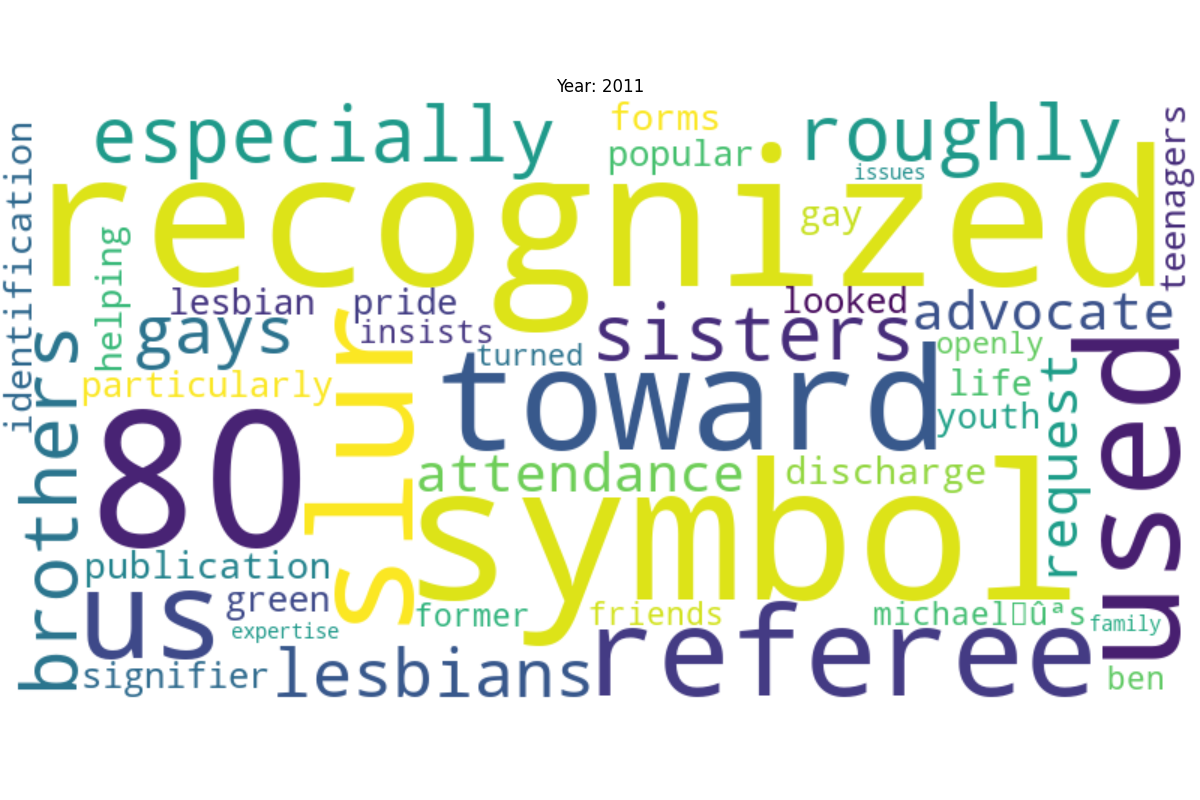 Year: 2011
especially
forms
popular
roughly
issues
teenagers
identification
recognized
gay
helping
lesbian
pride
looked
advocate
gays
insists
sisters
turned
openly
brothers
particularly
slur
toward
life
youth
request
used
80
attendance
discharge
symbol
publication
us
green
expertise
former
friends
michael▯ûªs
family
signifier
lesbians
referee
ben